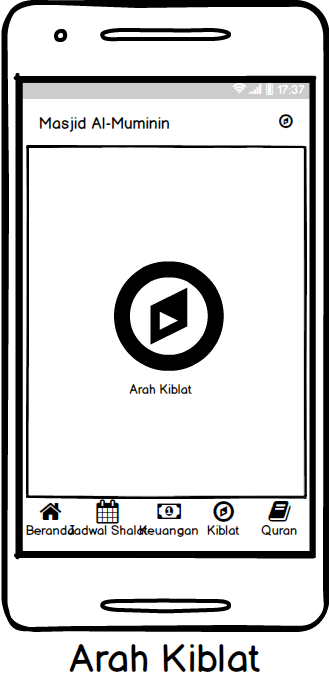 17:37
Masjid Al-Muminin
Arah Kiblat
Beranda Jadwal Shalat Keuangan Kiblat Quran
Arah Kiblat